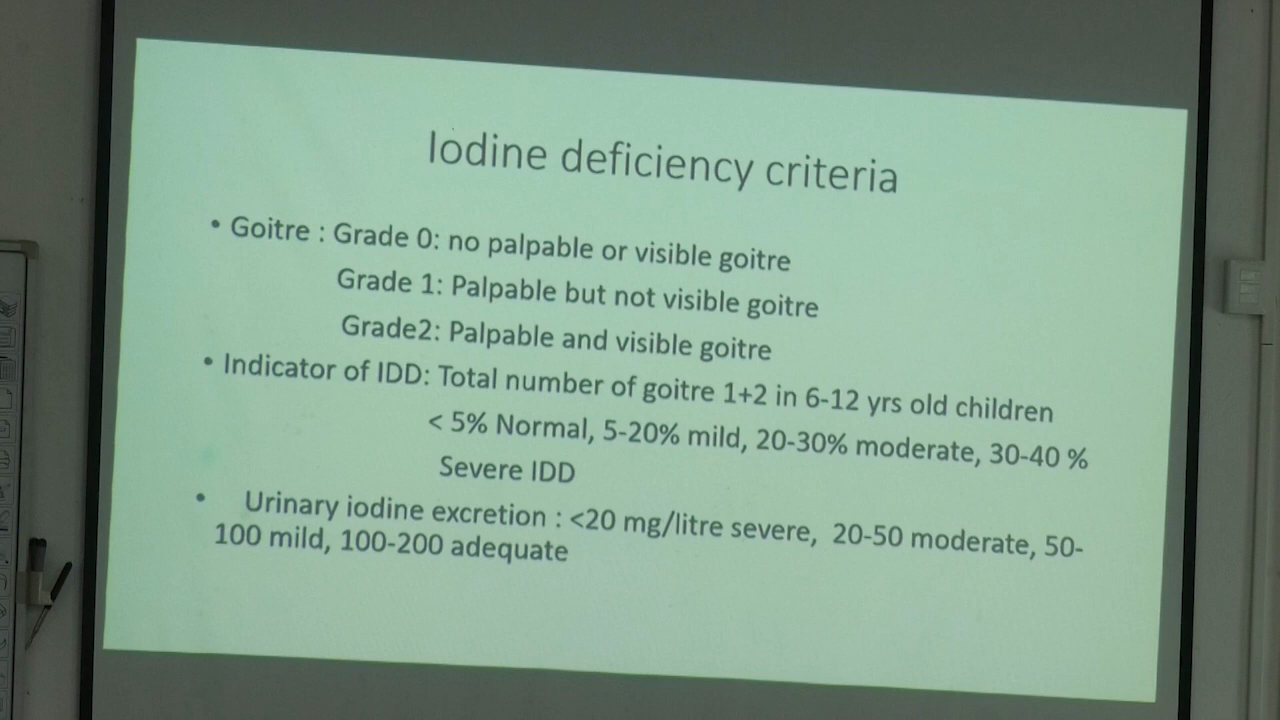 Iodine deficiency criteria
• Goitre : Grade 0: no palpable or visible goitre
Grade 1: Palpable but not visible goitre
Grade2: Palpable and visible goitre
• Indicator of IDD: Total number of goitre 1+2 in 6-12 yrs old children
< 5% Normal, 5-20% mild, 20-30% moderate, 30-40 %
Severe IDD
• Urinary iodine excretion : <20 mg/litre severe, 20-50 moderate, 50-
100 mild, 100-200 adequate